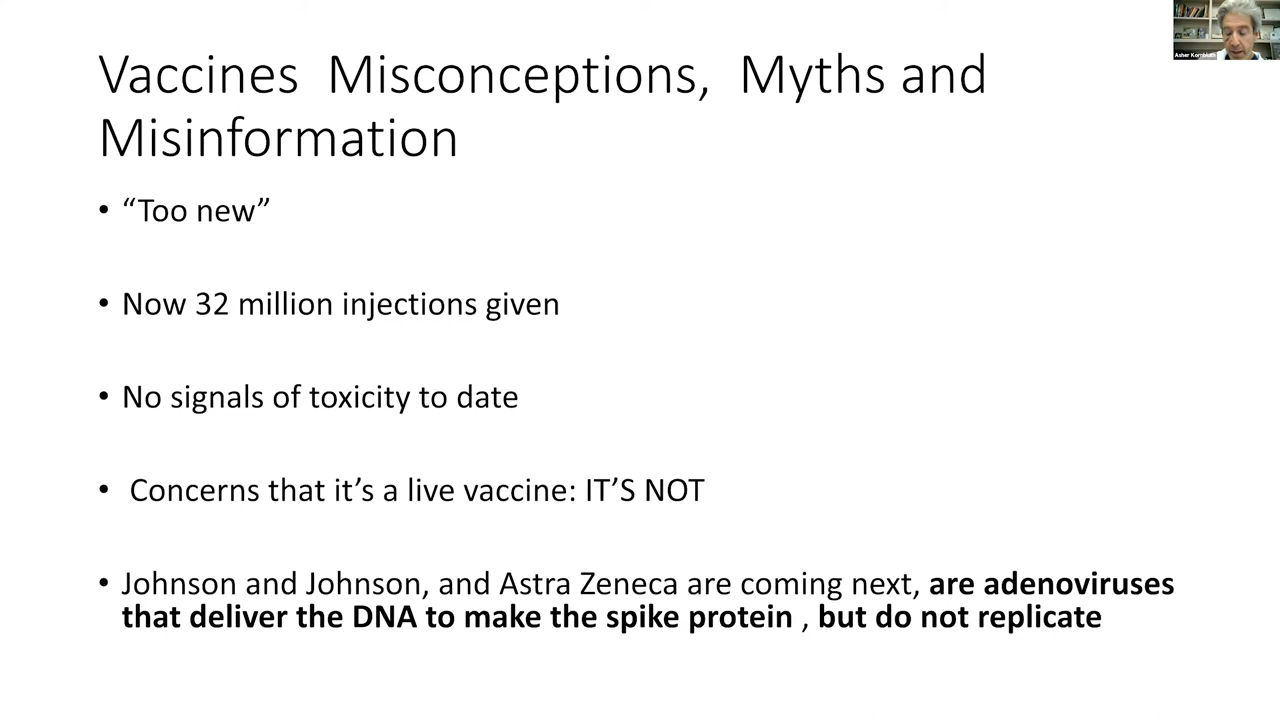 Vaccines Misconceptions, Myths and
Misinformation
• “Too new”
• Now 32 million injections given
• No signals of toxicity to date
• Concerns that it’s a live vaccine: IT’S NOT
• Johnson and Johnson, and Astra Zeneca are coming next, are adenoviruses
that deliver the DNA to make the spike protein , but do not replicate
Asher Kornbluth